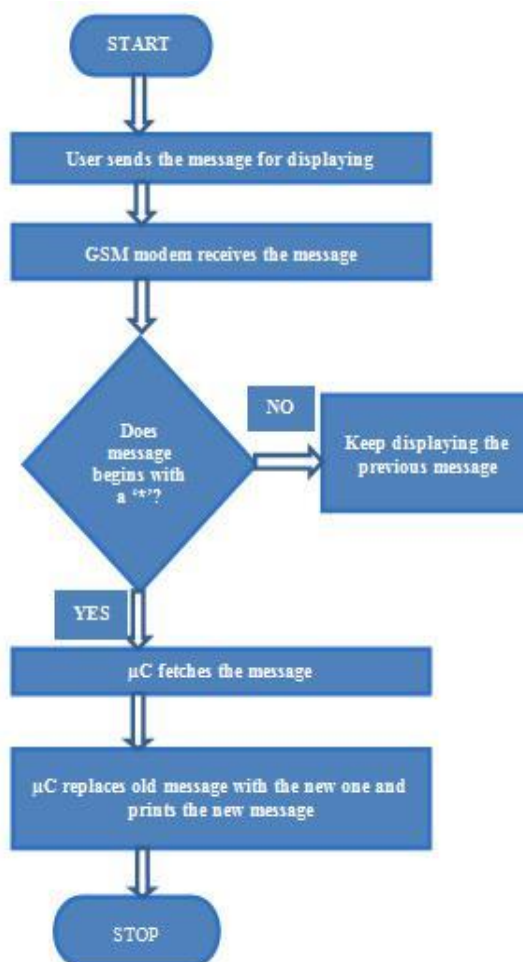 START
User sends the message for displaying
GSM modem receives the message
Does
message
begins with
a ‘*’?
NO
Keep displaying the
previous message
YES
µC fetches the message
µC replaces old message with the new one and
prints the new message
STOP